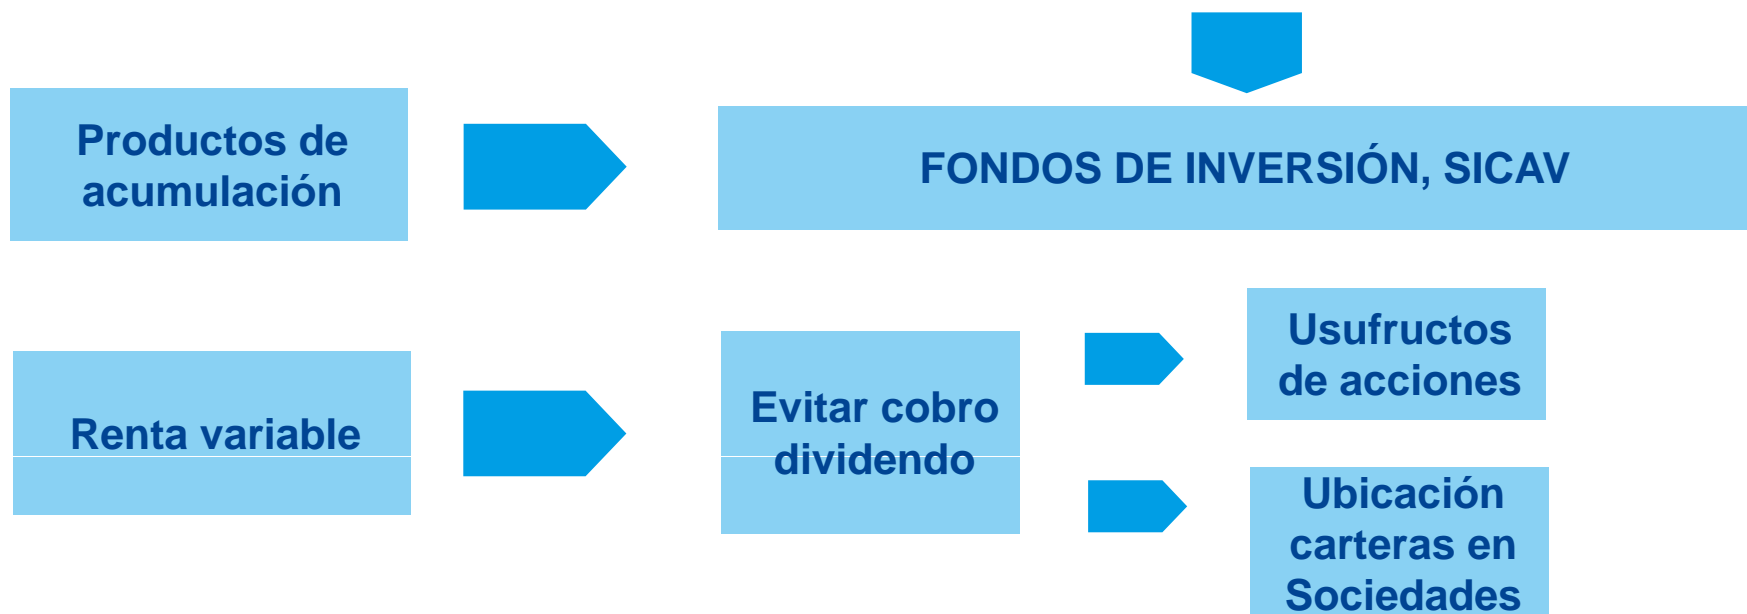 Productos de
acumulación
FONDOS DE INVERSIÓN, SICAV
Renta variable
Evitar cobro
dividendo
Usufructos
de acciones
Ubicación
carteras en
Sociedades